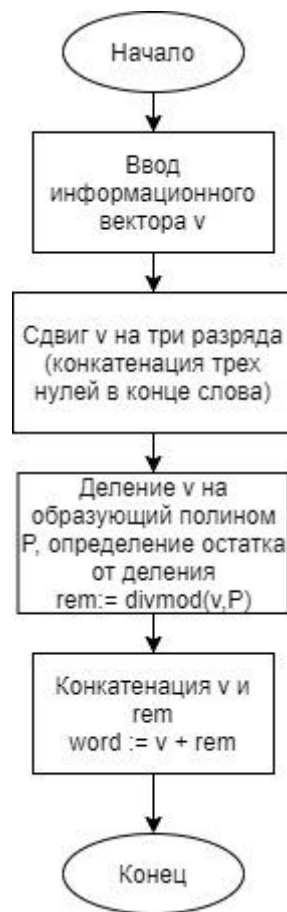 Начало
Ввод
информационного
вектора v
Сдвиг v на три разряда
(конкатенация трех
нулей в конце слова)
Деление v на
образующий полином
P, определение остатка
от деления
rem:= divmod(v,P)
Конкатенация v и
rem
word := v + rem
Конец